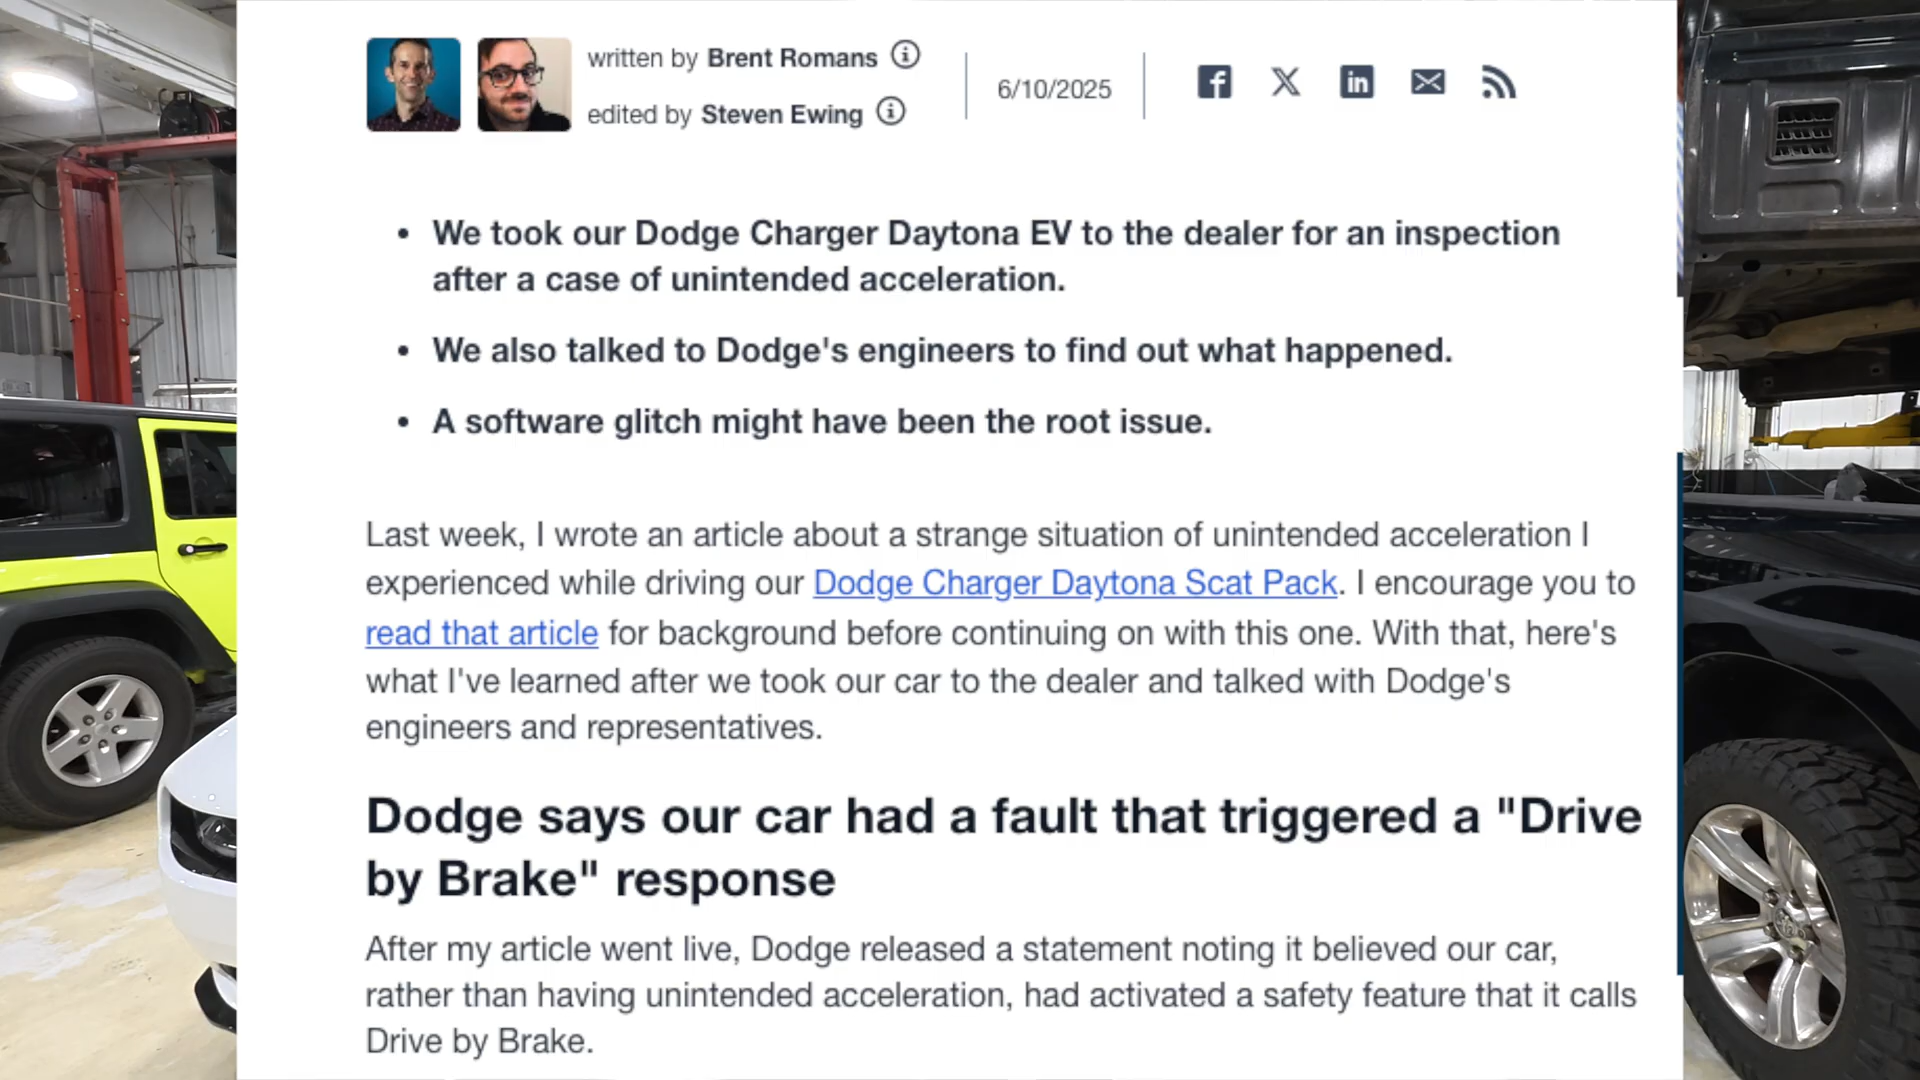 written by Brent Romans
edited by Steven Ewing
6/10/2025
• We took our Dodge Charger Daytona EV to the dealer for an inspection
after a case of unintended acceleration.
• We also talked to Dodge's engineers to find out what happened.
• A software glitch might have been the root issue.
Last week, I wrote an article about a strange situation of unintended acceleration I
experienced while driving our Dodge Charger Daytona Scat Pack. I encourage you to
read that article for background before continuing on with this one. With that, here's
what I've learned after we took our car to the dealer and talked with Dodge's
engineers and representatives.
Dodge says our car had a fault that triggered a "Drive
by Brake" response
After my article went live, Dodge released a statement noting it believed our car,
rather than having unintended acceleration, had activated a safety feature that it calls
Drive by Brake.